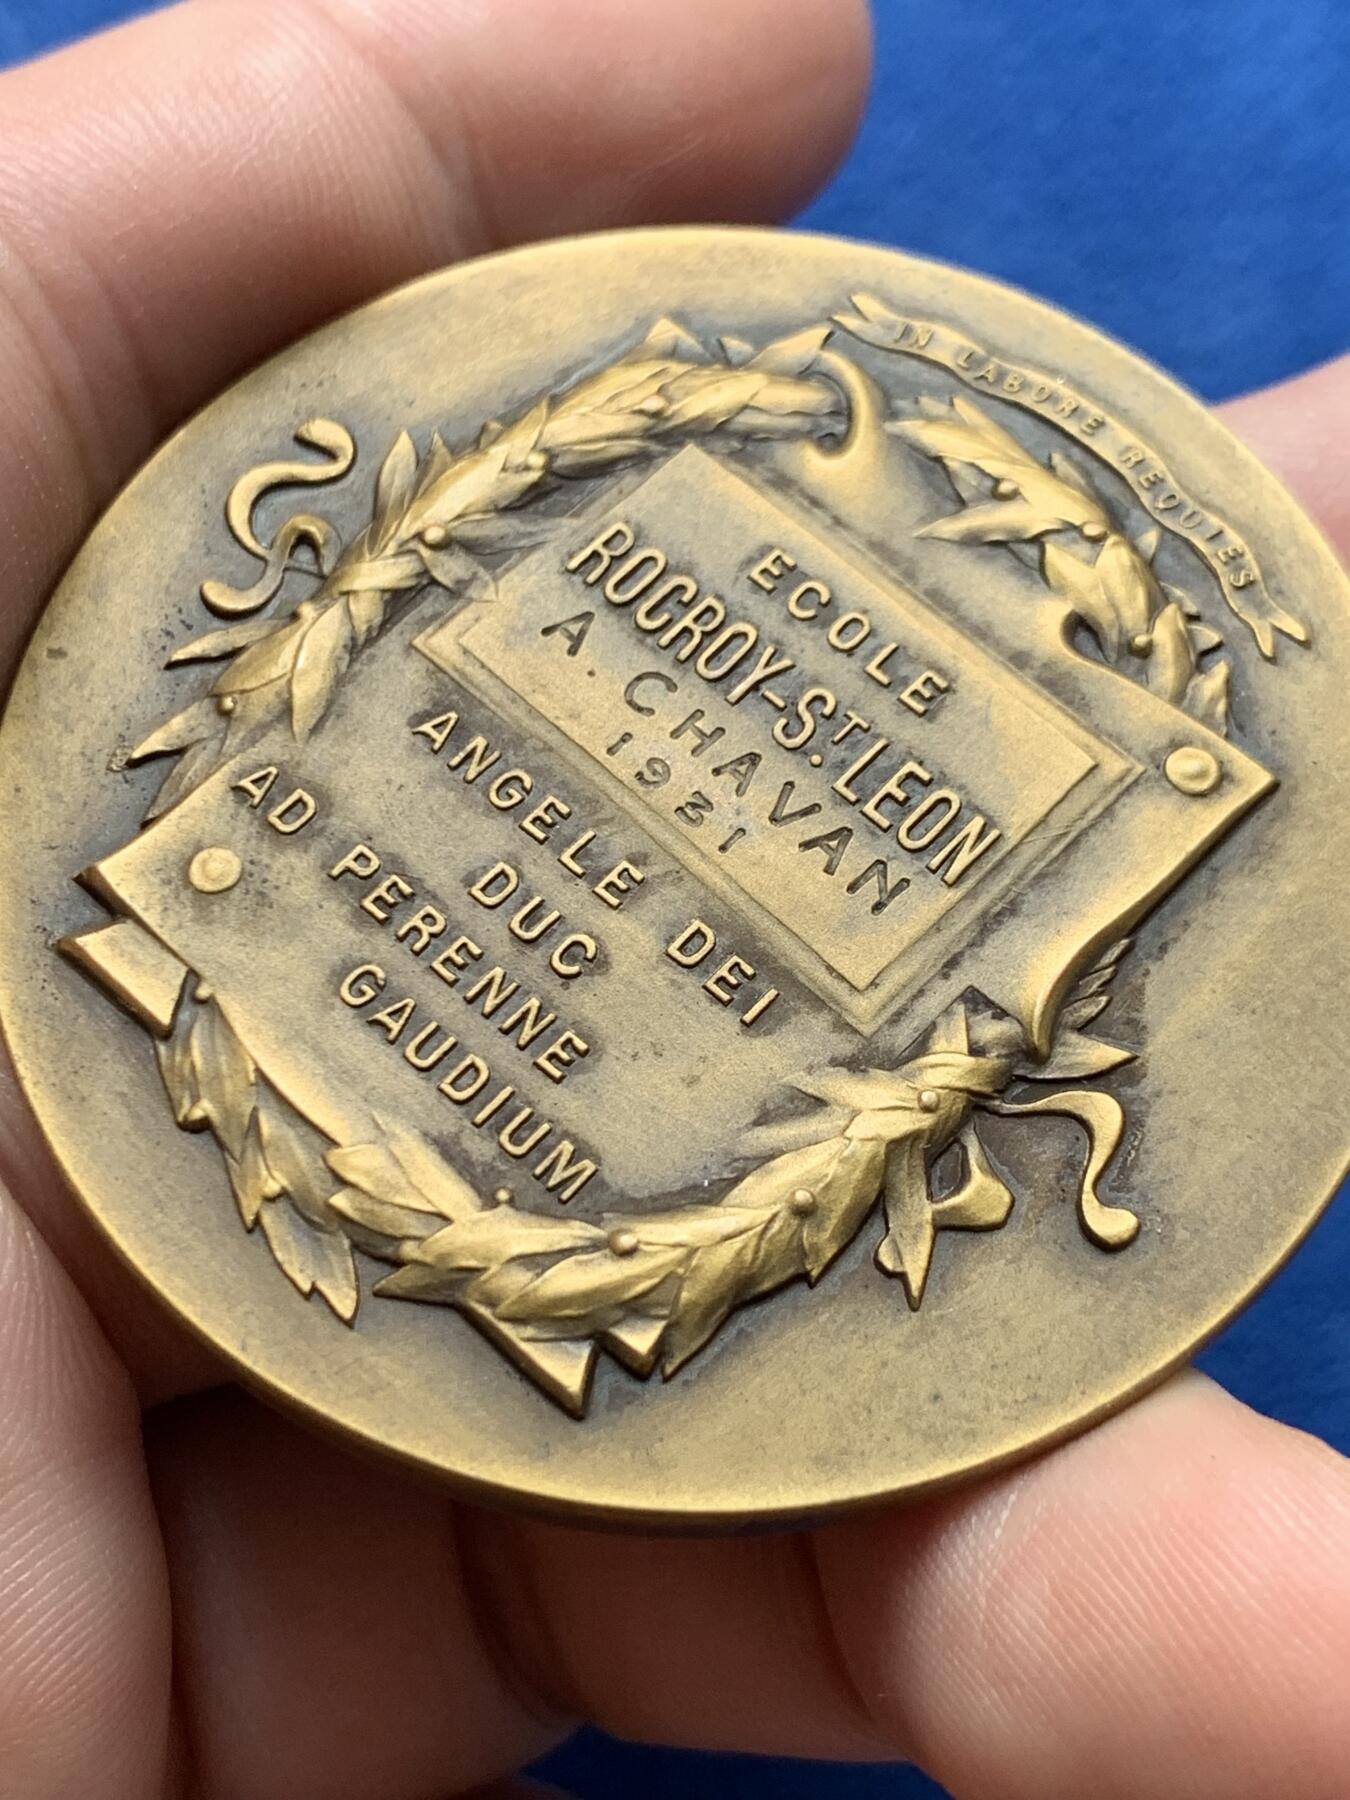 IN LABORE REQUIES
ECOLE
ROCROY-ST. LEON
A. CHAVAN
1931
ANGELE DEI
DUC
AD PERENNE
GAUDIUM